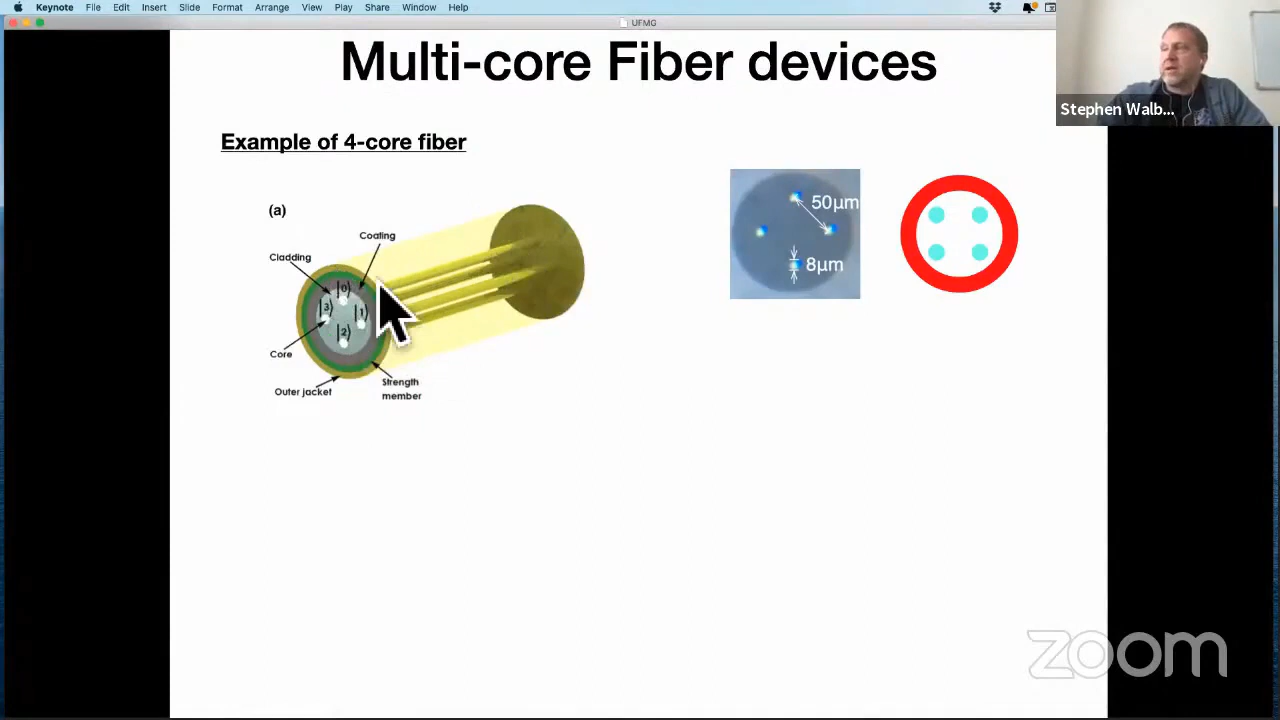 Keynote File Edit Insert Slide Format Arrange View Play Share Window Help
UFMG
Multi-core Fiber devices
Stephen Walb...
Example of 4-core fiber
(a)
Coating
Cladding
|0⟩
|3⟩
|1⟩
|2⟩
Core
Outer jacket
Strength
member
50μm
8μm
zoom